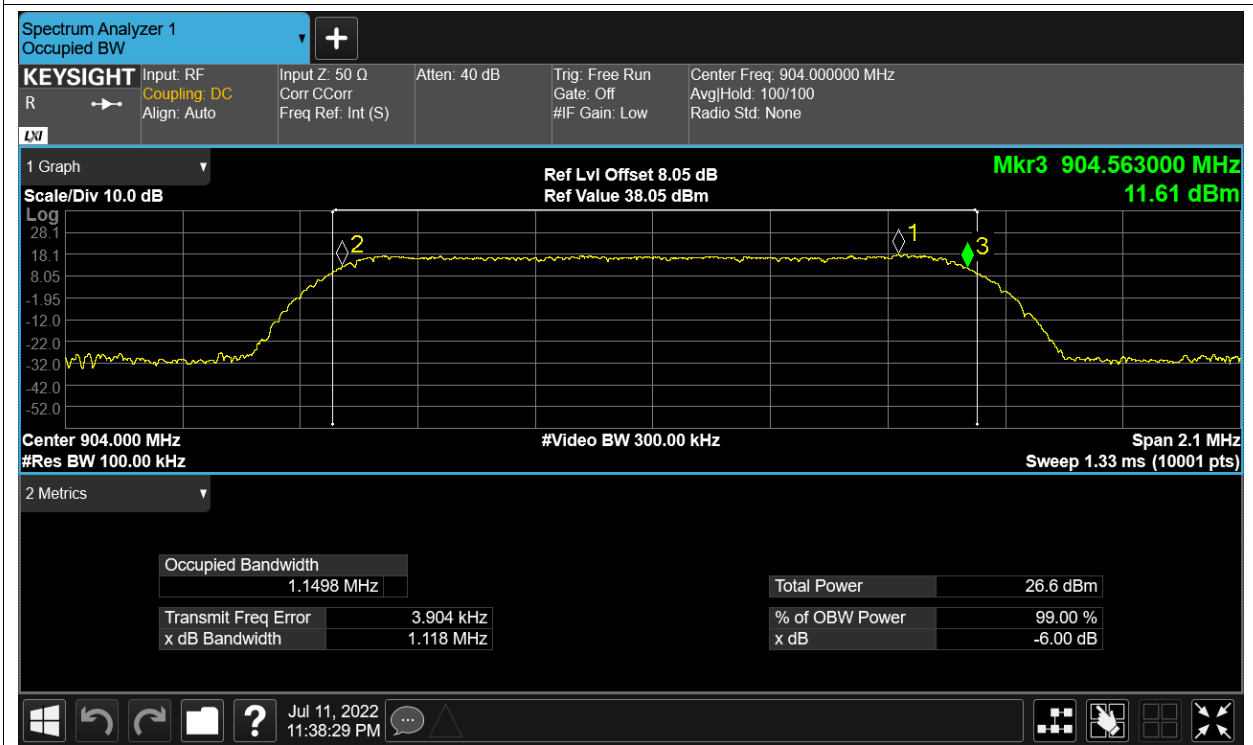 Spectrum Analyzer 1
Occupied BW
+
KEYSIGHT
R
LXI
Input: RF
Coupling: DC
Align: Auto
Input Z: 50 Ω
Corr CCorr
Freq Ref: Int (S)
Atten: 40 dB
Trig: Free Run
Gate: Off
#IF Gain: Low
Center Freq: 904.000000 MHz
Avg|Hold: 100/100
Radio Std: None
1 Graph
Scale/Div 10.0 dB
Ref Lvl Offset 8.05 dB
Ref Value 38.05 dBm
Mkr3 904.563000 MHz
11.61 dBm
Log
28.1
18.1
8.05
-1.95
-12.0
-22.0
-32.0
-42.0
-52.0
2
1
3
Center 904.000 MHz
#Res BW 100.00 kHz
#Video BW 300.00 kHz
Span 2.1 MHz
Sweep 1.33 ms (10001 pts)
2 Metrics
Occupied Bandwidth
1.1498 MHz
Transmit Freq Error 3.904 kHz
x dB Bandwidth 1.118 MHz
Total Power 26.6 dBm
% of OBW Power 99.00 %
x dB -6.00 dB
?
Jul 11, 2022
11:38:29 PM